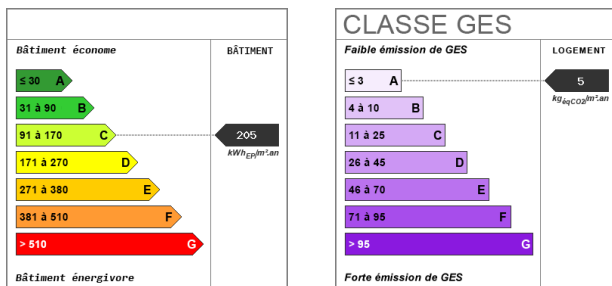 Bâtiment économe
BÂTIMENT
≤ 30 A
31 à 90 B
91 à 170 C
205
kWhEP/m².an
171 à 270 D
271 à 380 E
381 à 510 F
> 510 G
Bâtiment énergivore
CLASSE GES
Faible émission de GES
LOGEMENT
≤ 3 A
5
kgéqCO2/m².an
4 à 10 B
11 à 25 C
26 à 45 D
46 à 70 E
71 à 95 F
> 95 G
Forte émission de GES